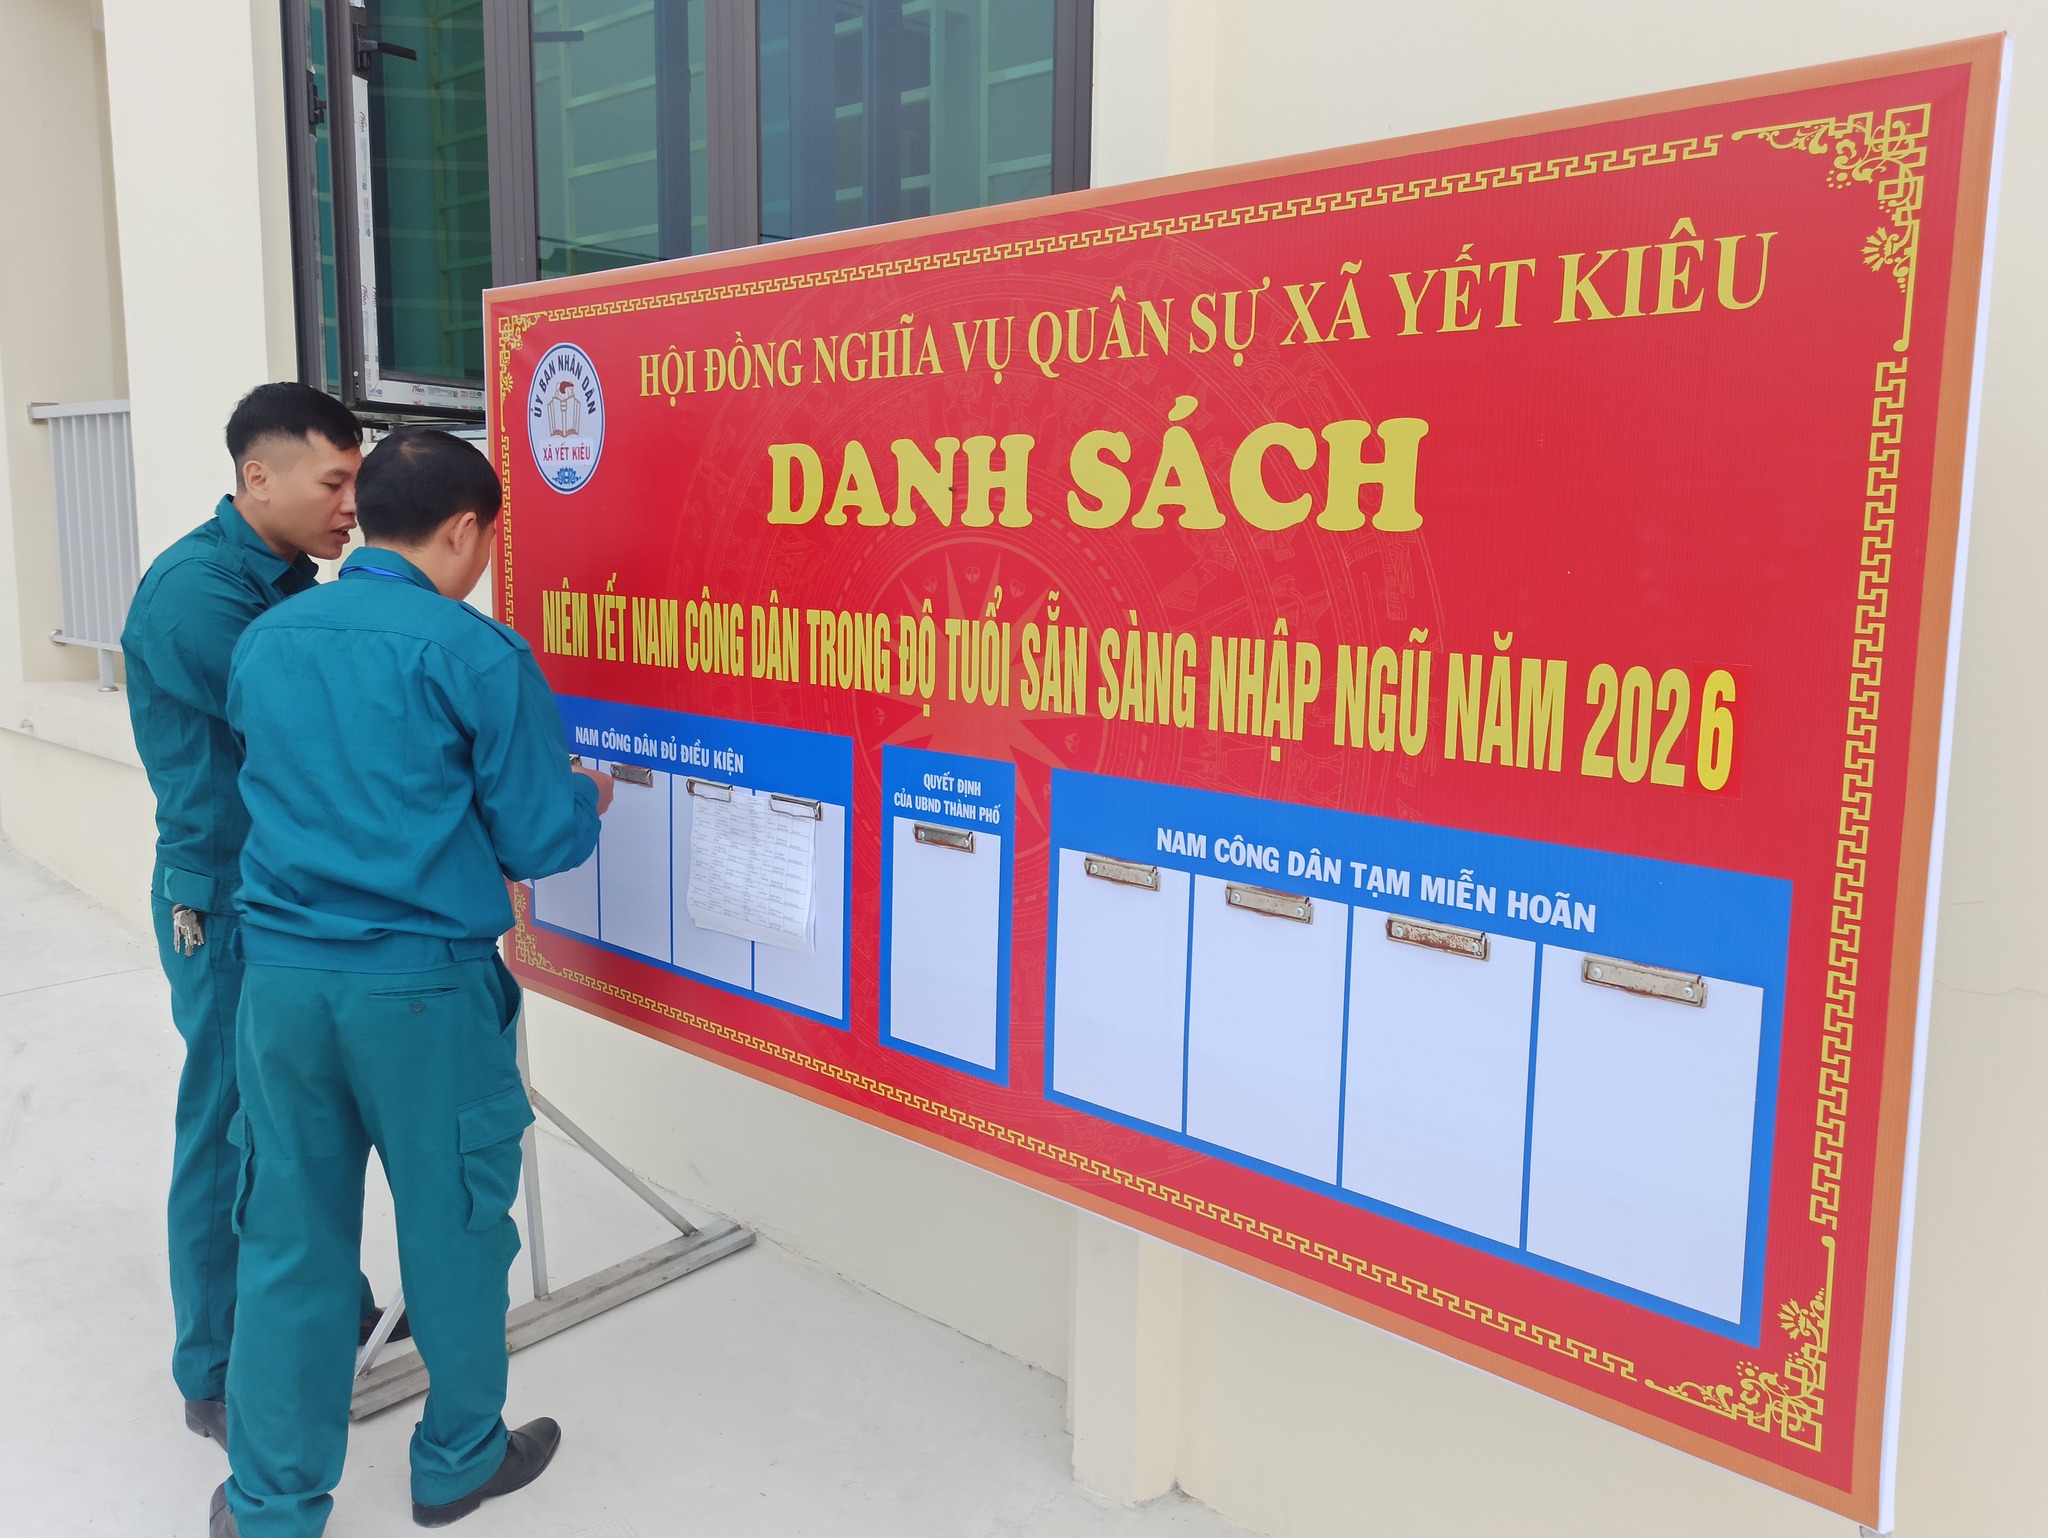 HỘI ĐỒNG NGHĨA VỤ QUÂN SỰ XÃ YẾT KIÊU
ỦY BAN NHÂN DÂN
XÃ YẾT KIÊU
DANH SÁCH
NIÊM YẾT NAM CÔNG DÂN TRONG ĐỘ TUỔI SẴN SÀNG NHẬP NGŨ NĂM 2026
NAM CÔNG DÂN ĐỦ ĐIỀU KIỆN
QUYẾT ĐỊNH
CỦA UBND THÀNH PHỐ
NAM CÔNG DÂN TẠM MIỄN HOÃN